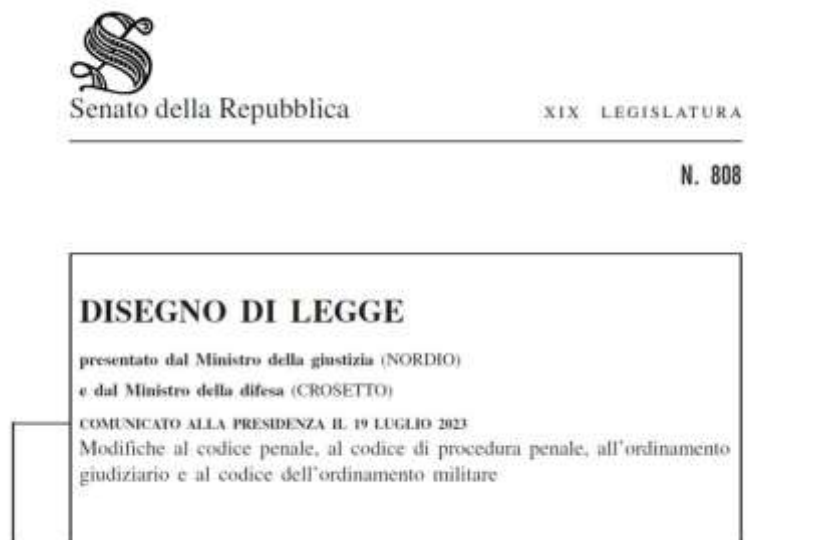 Senato della Repubblica
XIX LEGISLATURA
N. 808
DISEGNO DI LEGGE
presentato dal Ministro della giustizia (NORDIO)
e dal Ministro della difesa (CROSETTO)
COMUNICATO ALLA PRESIDENZA IL 19 LUGLIO 2023
Modifiche al codice penale, al codice di procedura penale, all'ordinamento
giudiziario e al codice dell'ordinamento militare